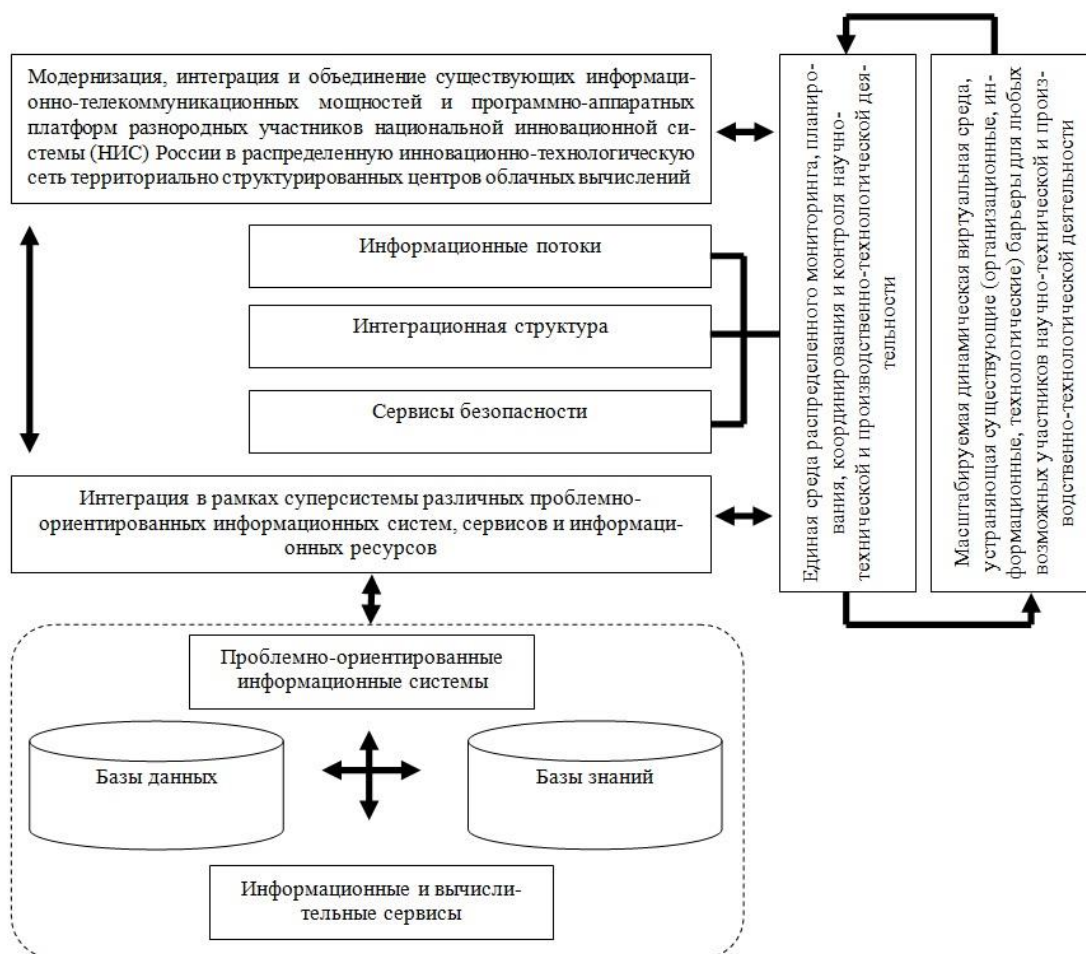 Модернизация, интеграция и объединение существующих информаци-
онно-телекоммуникационных мощностей и программно-аппаратных
платформ разнородных участников национальной инновационной си-
стемы (НИС) России в распределенную инновационно-технологическую
сеть территориально структурированных центров облачных вычислений
Информационные потоки
Интеграционная структура
Сервисы безопасности
Интеграция в рамках суперсистемы различных проблемно-
ориентированных информационных систем, сервисов и информаци-
онных ресурсов
Проблемно-ориентированные
информационные системы
Базы данных
Базы знаний
Информационные и вычисли-
тельные сервисы
Единая среда распределенного мониторинга, планиро-
вания, координирования и контроля научно-
технической и производственно-технологической дея-
тельности
Масштабируемая динамическая виртуальная среда,
устраняющая существующие (организационные, ин-
формационные, технологические) барьеры для любых
возможных участников научно-технической и произ-
водственно-технологической деятельности